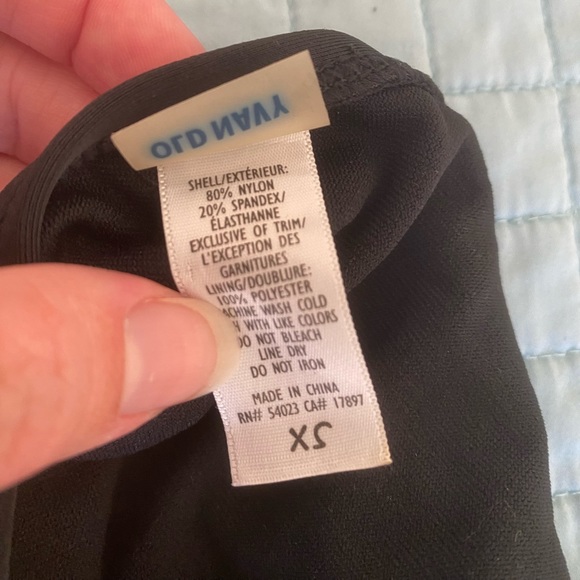 OLD NAVY
SHELL/EXTÉRIEUR:
80% NYLON
20% SPANDEX/
ÉLASTHANNE
EXCLUSIVE OF TRIM/
L'EXCEPTION DES
GARNITURES
LINING/DOUBLURE:
100% POLYESTER
WASH COLD
WITH LIKE COLORS
DO NOT BLEACH
LINE DRY
DO NOT IRON
MADE IN CHINA
RN# 54023 CA# 17897